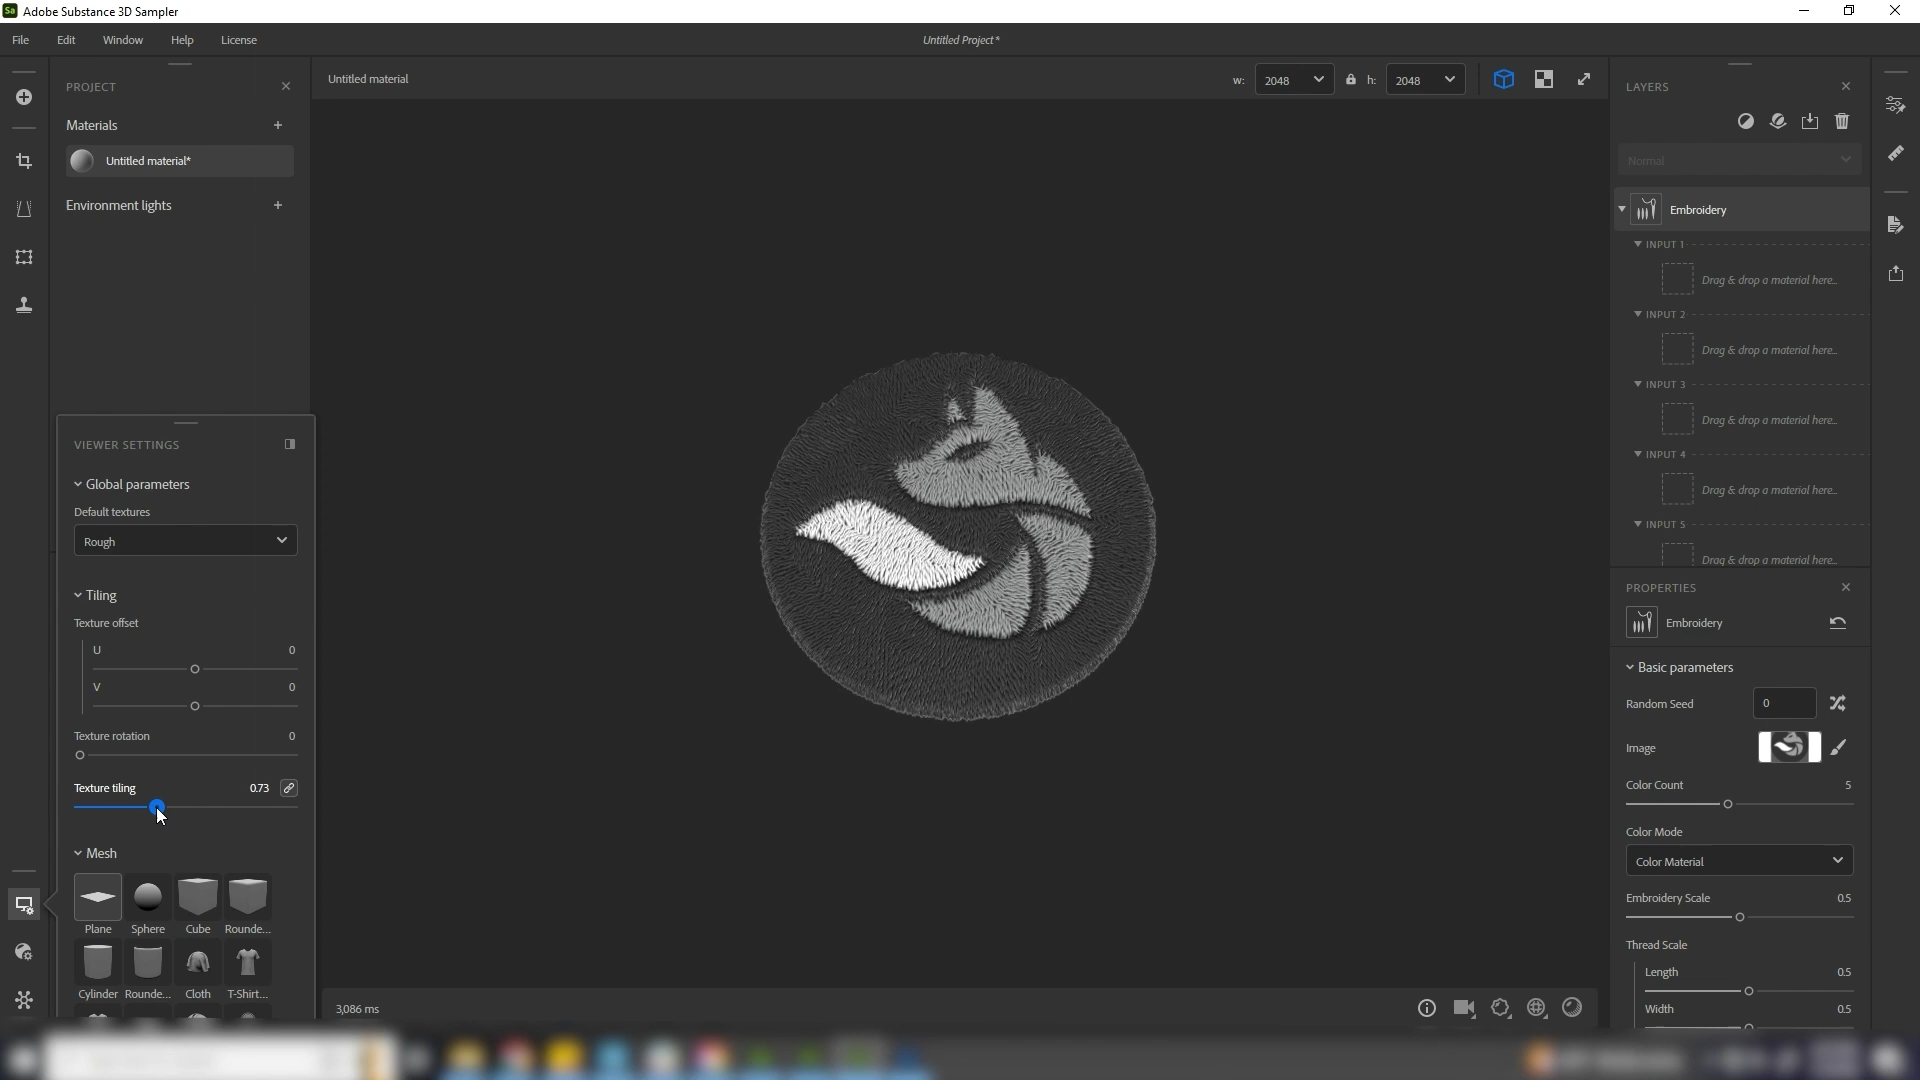 Sa Adobe Substance 3D Sampler
File Edit Window Help License
Untitled Project*
PROJECT
Materials
Untitled material*
Environment lights
Untitled material
w: 2048 h: 2048
VIEWER SETTINGS
Global parameters
Default textures
Rough
Tiling
Texture offset
U 0
V 0
Texture rotation 0
Texture tiling 0.73
Mesh
Plane Sphere Cube Rounde...
Cylinder Rounde... Cloth T-Shirt...
3,086 ms
LAYERS
Normal
Embroidery
INPUT 1
Drag & drop a material here...
INPUT 2
Drag & drop a material here...
INPUT 3
Drag & drop a material here...
INPUT 4
Drag & drop a material here...
INPUT 5
Drag & drop a material here...
PROPERTIES
Embroidery
Basic parameters
Random Seed 0
Image
Color Count 5
Color Mode
Color Material
Embroidery Scale 0.5
Thread Scale
Length 0.5
Width 0.5